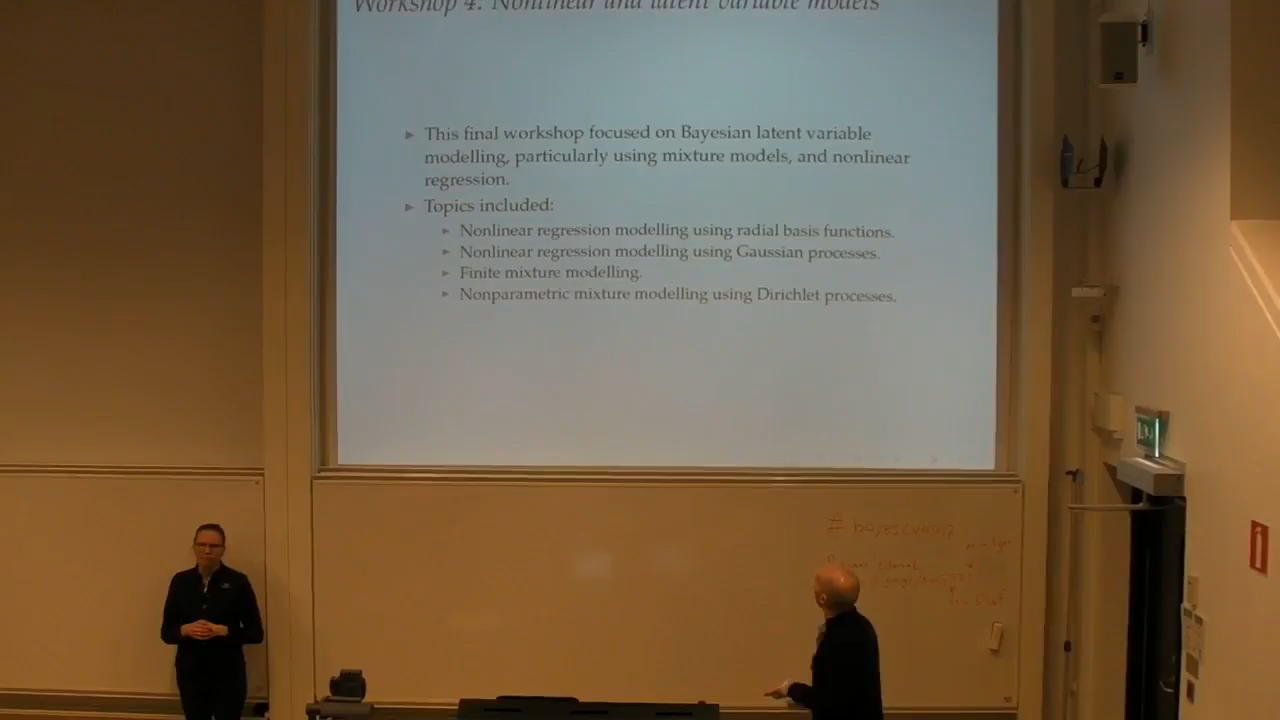 Workshop 4: Nonlinear and latent variable models
▸ This final workshop focused on Bayesian latent variable
modelling, particularly using mixture models, and nonlinear
regression.
▸ Topics included:
▸ Nonlinear regression modelling using radial basis functions.
▸ Nonlinear regression modelling using Gaussian processes.
▸ Finite mixture modelling.
▸ Nonparametric mixture modelling using Dirichlet processes.